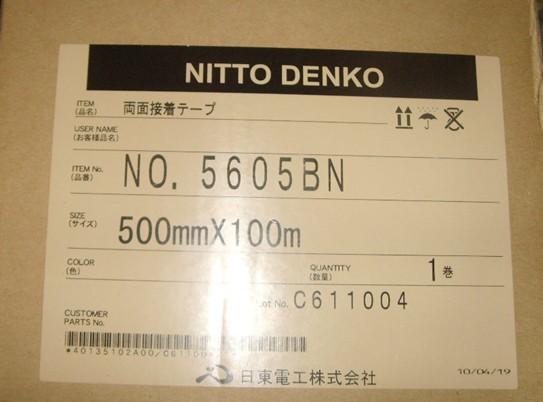 NITTO DENKO
ITEM
(品名) 両面接着テープ
USER NAME
(お客様品名)
ITEM No.
(品番) NO. 5605BN
SIZE
(サイズ) 500mmX100m
COLOR
(色)
QUANTITY
(数量) 1巻
Lot No. C611004
CUSTOMER
PARTS No.
日東電工株式会社
10/04/19